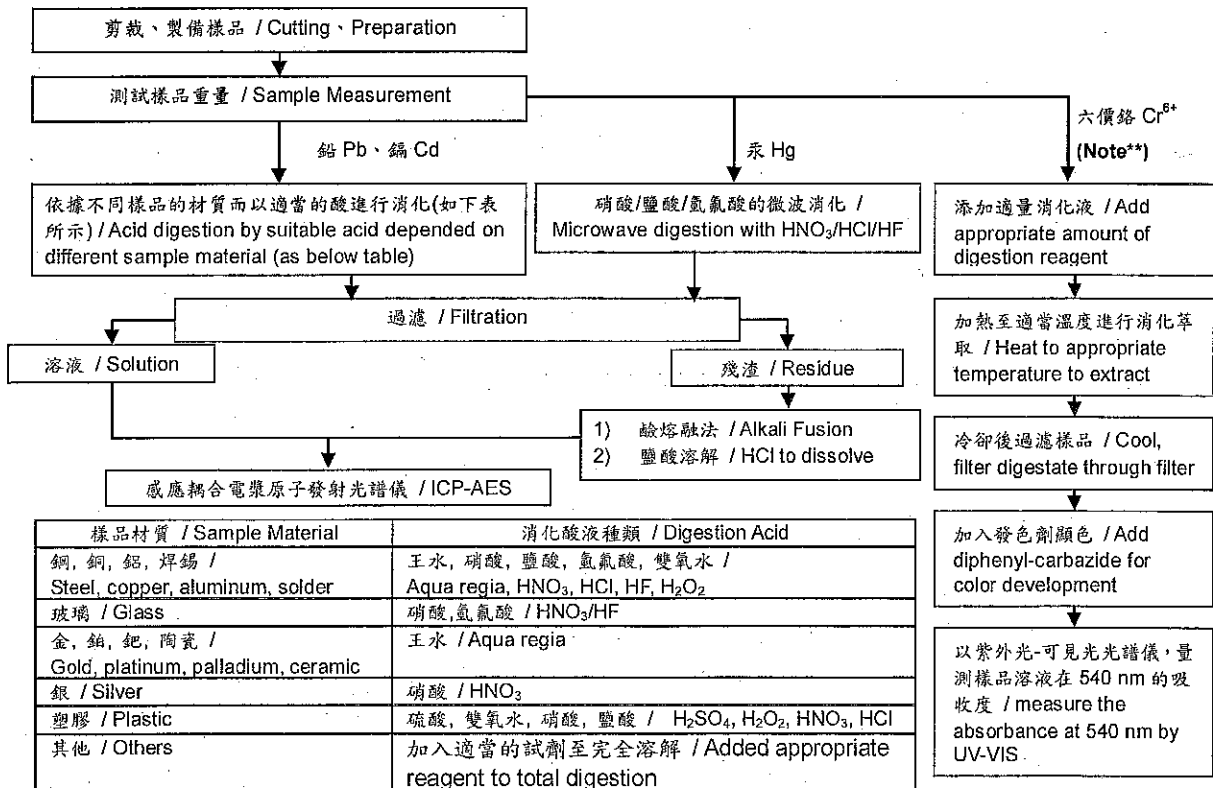 剪裁、製備樣品 / Cutting、Preparation
測試樣品重量 / Sample Measurement
鉛 Pb、鎘 Cd
汞 Hg
六價鉻 Cr⁶⁺
(Note**)
依據不同樣品的材質而以適當的酸進行消化(如下表
所示) / Acid digestion by suitable acid depended on
different sample material (as below table)
硝酸/鹽酸/氫氟酸的微波消化 /
Microwave digestion with HNO₃/HCl/HF
添加適量消化液 / Add
appropriate amount of
digestion reagent
過濾 / Filtration
溶液 / Solution
殘渣 / Residue
加熱至適當溫度進行消化萃
取 / Heat to appropriate
temperature to extract
1) 鹼熔融法 / Alkali Fusion
2) 鹽酸溶解 / HCl to dissolve
冷卻後過濾樣品 / Cool,
filter digestate through filter
感應耦合電漿原子發射光譜儀 / ICP-AES
加入發色劑顯色 / Add
diphenyl-carbazide for
color development
以紫外光-可見光光譜儀，量
測樣品溶液在 540 nm 的吸
收度 / measure the
absorbance at 540 nm by
UV-VIS
樣品材質 / Sample Material
消化酸液種類 / Digestion Acid
鋼, 銅, 鋁, 焊錫 /
Steel, copper, aluminum, solder
王水, 硝酸, 鹽酸, 氫氟酸, 雙氧水 /
Aqua regia, HNO₃, HCl, HF, H₂O₂
玻璃 / Glass
硝酸,氫氟酸 / HNO₃/HF
金, 鉑, 鈀, 陶瓷 /
Gold, platinum, palladium, ceramic
王水 / Aqua regia
銀 / Silver
硝酸 / HNO₃
塑膠 / Plastic
硫酸, 雙氧水, 硝酸, 鹽酸 / H₂SO₄, H₂O₂, HNO₃, HCl
其他 / Others
加入適當的試劑至完全溶解 / Added appropriate
reagent to total digestion